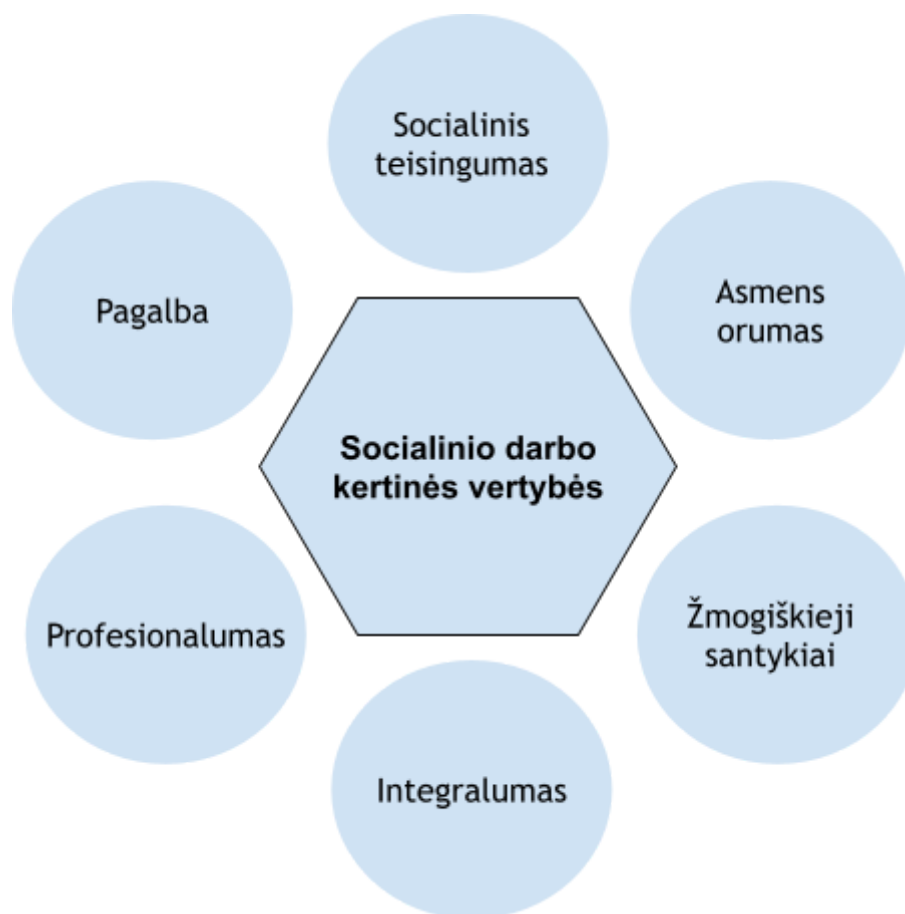 Socialinis
teisingumas
Asmens
orumas
Pagalba
Socialinio darbo
kertinės vertybės
Žmogiškieji
santykiai
Profesionalumas
Integralumas